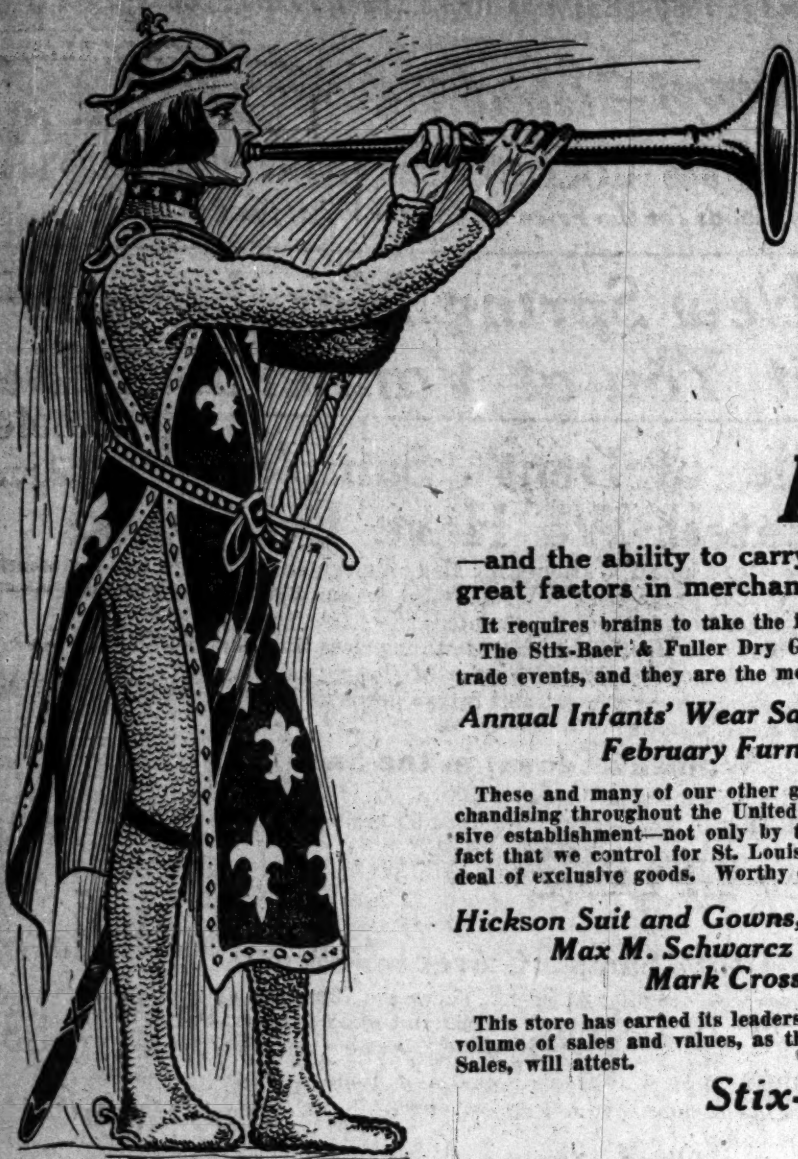 —and the ability to carry
great factors in merchan
It requires brains to take the
The Stix-Baer & Fuller Dry G
trade events, and they are the
Annual Infants' Wear Sa
February Furn
These and many of our other g
chandising throughout the United
sive establishment—not only by t
fact that we control for St. Louis
deal of exclusive goods. Worthy
Hickson Suit and Gowns,
Max M. Schwarcz
Mark Cross
This store has earned its leaders
volume of sales and values, as th
Sales, will attest.
Stix-